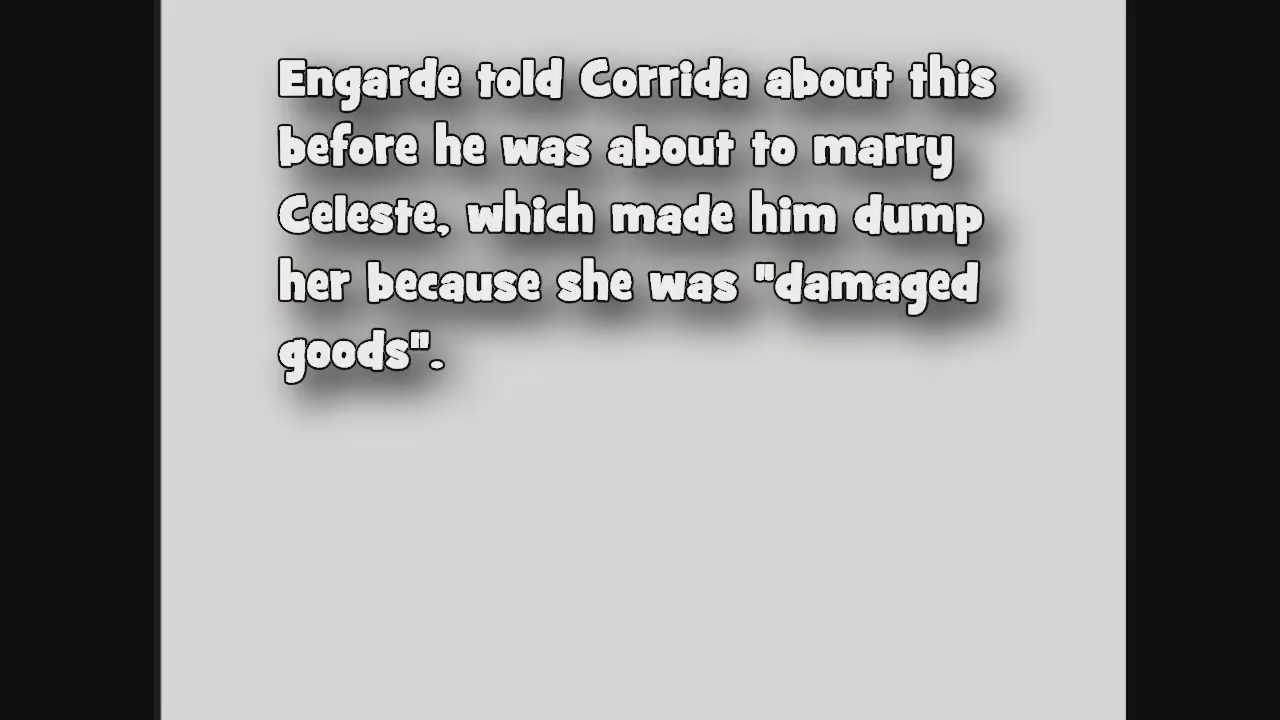 Engarde told Corrida about this
before he was about to marry
Celeste, which made him dump
her because she was "damaged
goods".